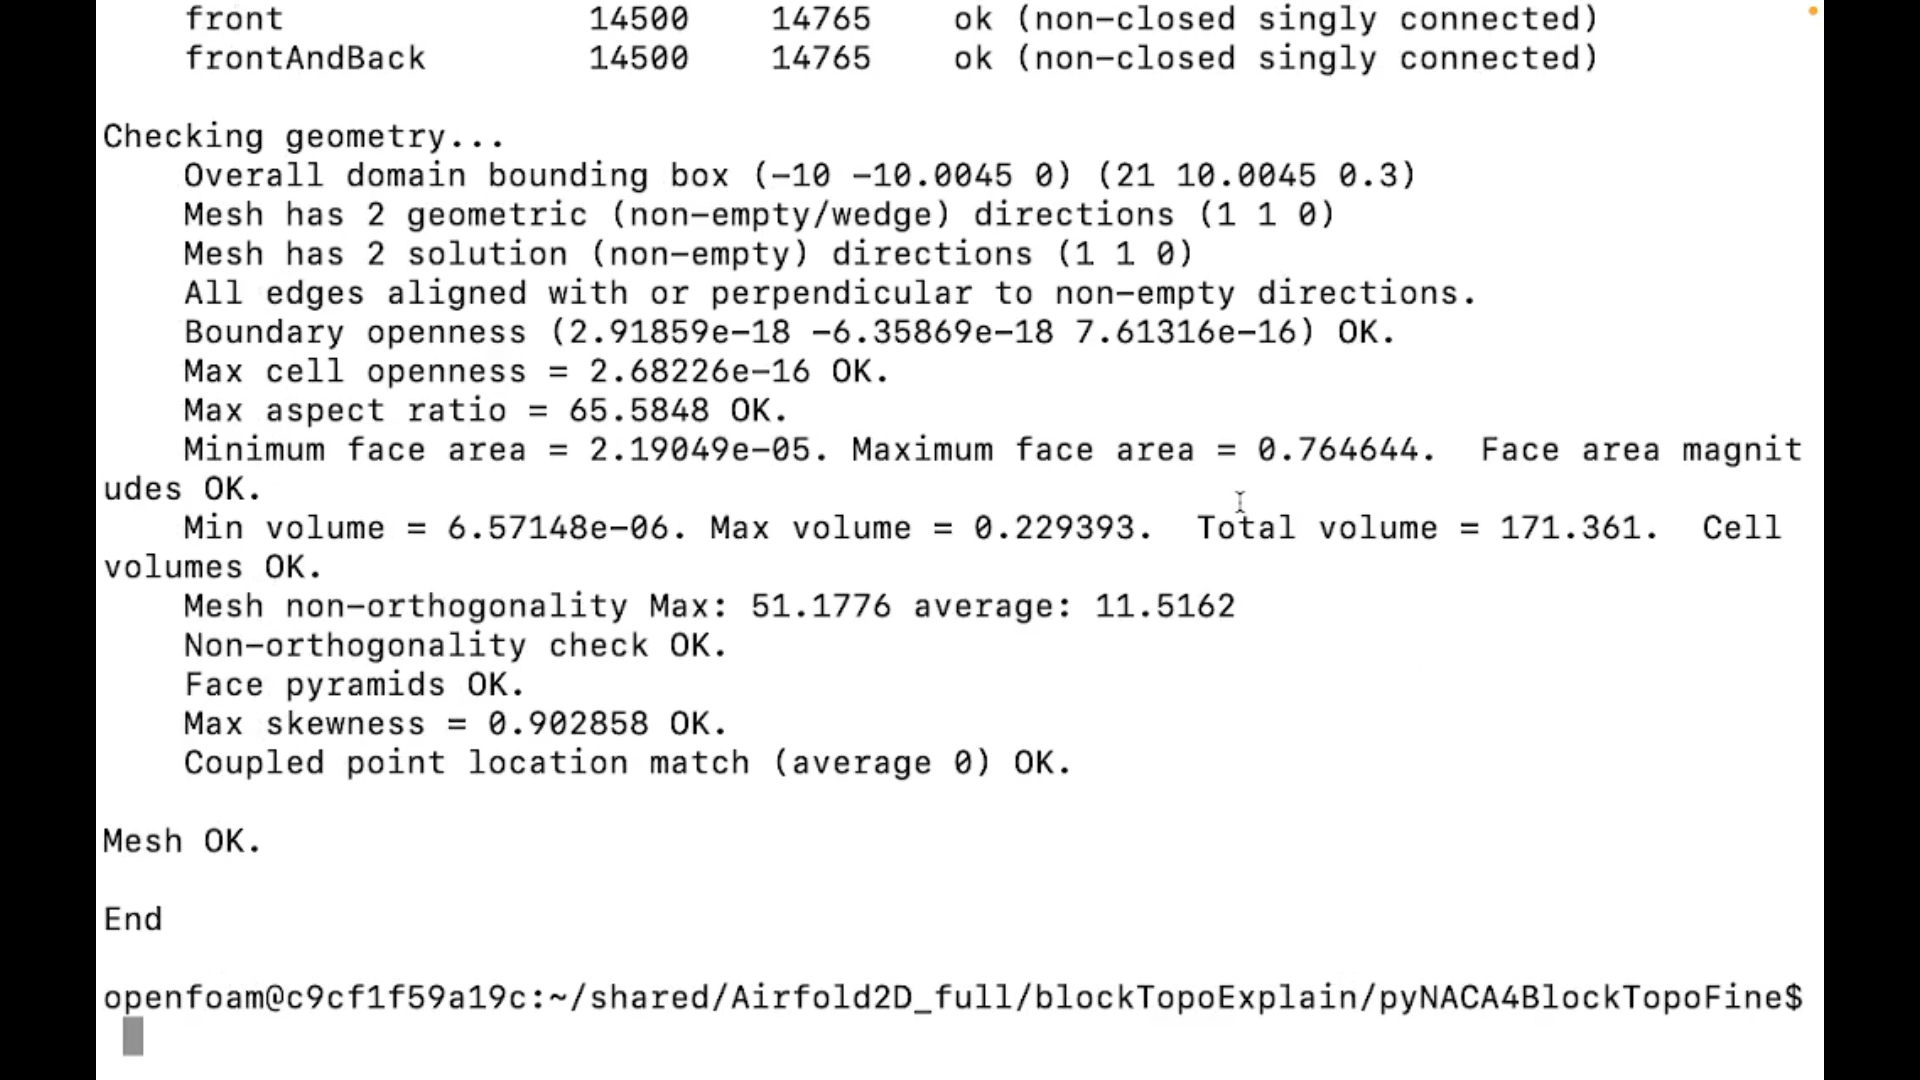 front 14500 14765 ok (non-closed singly connected)
frontAndBack 14500 14765 ok (non-closed singly connected)
Checking geometry...
Overall domain bounding box (-10 -10.0045 0) (21 10.0045 0.3)
Mesh has 2 geometric (non-empty/wedge) directions (1 1 0)
Mesh has 2 solution (non-empty) directions (1 1 0)
All edges aligned with or perpendicular to non-empty directions.
Boundary openness (2.91859e-18 -6.35869e-18 7.61316e-16) OK.
Max cell openness = 2.68226e-16 OK.
Max aspect ratio = 65.5848 OK.
Minimum face area = 2.19049e-05. Maximum face area = 0.764644.  Face area magnit
udes OK.
Min volume = 6.57148e-06. Max volume = 0.229393.  Total volume = 171.361.  Cell
volumes OK.
Mesh non-orthogonality Max: 51.1776 average: 11.5162
Non-orthogonality check OK.
Face pyramids OK.
Max skewness = 0.902858 OK.
Coupled point location match (average 0) OK.
Mesh OK.
End
openfoam@c9cf1f59a19c:~/shared/Airfold2D_full/blockTopoExplain/pyNACA4BlockTopoFine$